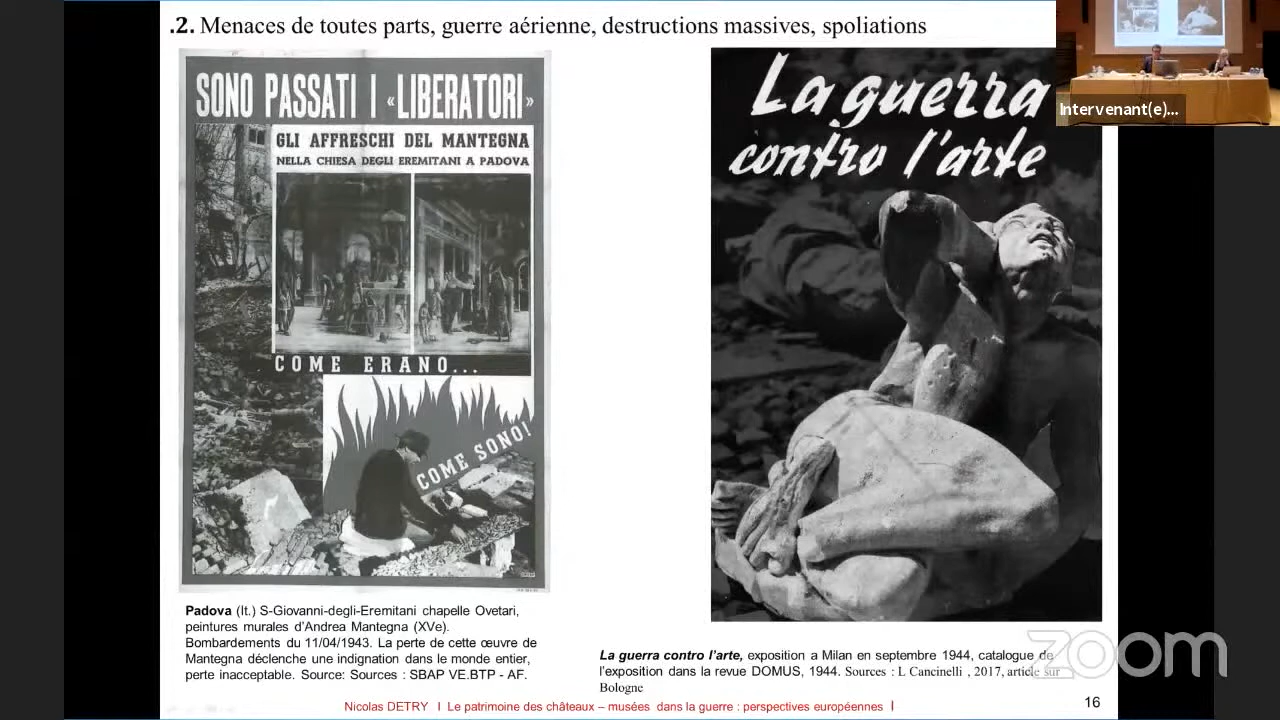 .2. Menaces de toutes parts, guerre aérienne, destructions massives, spoliations
SONO PASSATI I «LIBERATORI»
GLI AFFRESCHI DEL MANTEGNA
NELLA CHIESA DEGLI EREMITANI A PADOVA
COME ERANO...
COME SONO!
Padova (It.) S-Giovanni-degli-Eremitani chapelle Ovetari,
peintures murales d'Andrea Mantegna (XVe).
Bombardements du 11/04/1943. La perte de cette œuvre de
Mantegna déclenche une indignation dans le monde entier,
perte inacceptable. Source: Sources : SBAP VE.BTP - AF.
La guerra
contro l'arte
La guerra contro l'arte, exposition a Milan en septembre 1944, catalogue de
l'exposition dans la revue DOMUS, 1944. Sources : L Cancinelli , 2017, article sur
Bologne
Intervenant(e)...
zoom
Nicolas DETRY I Le patrimoine des châteaux – musées dans la guerre : perspectives européennes I
16